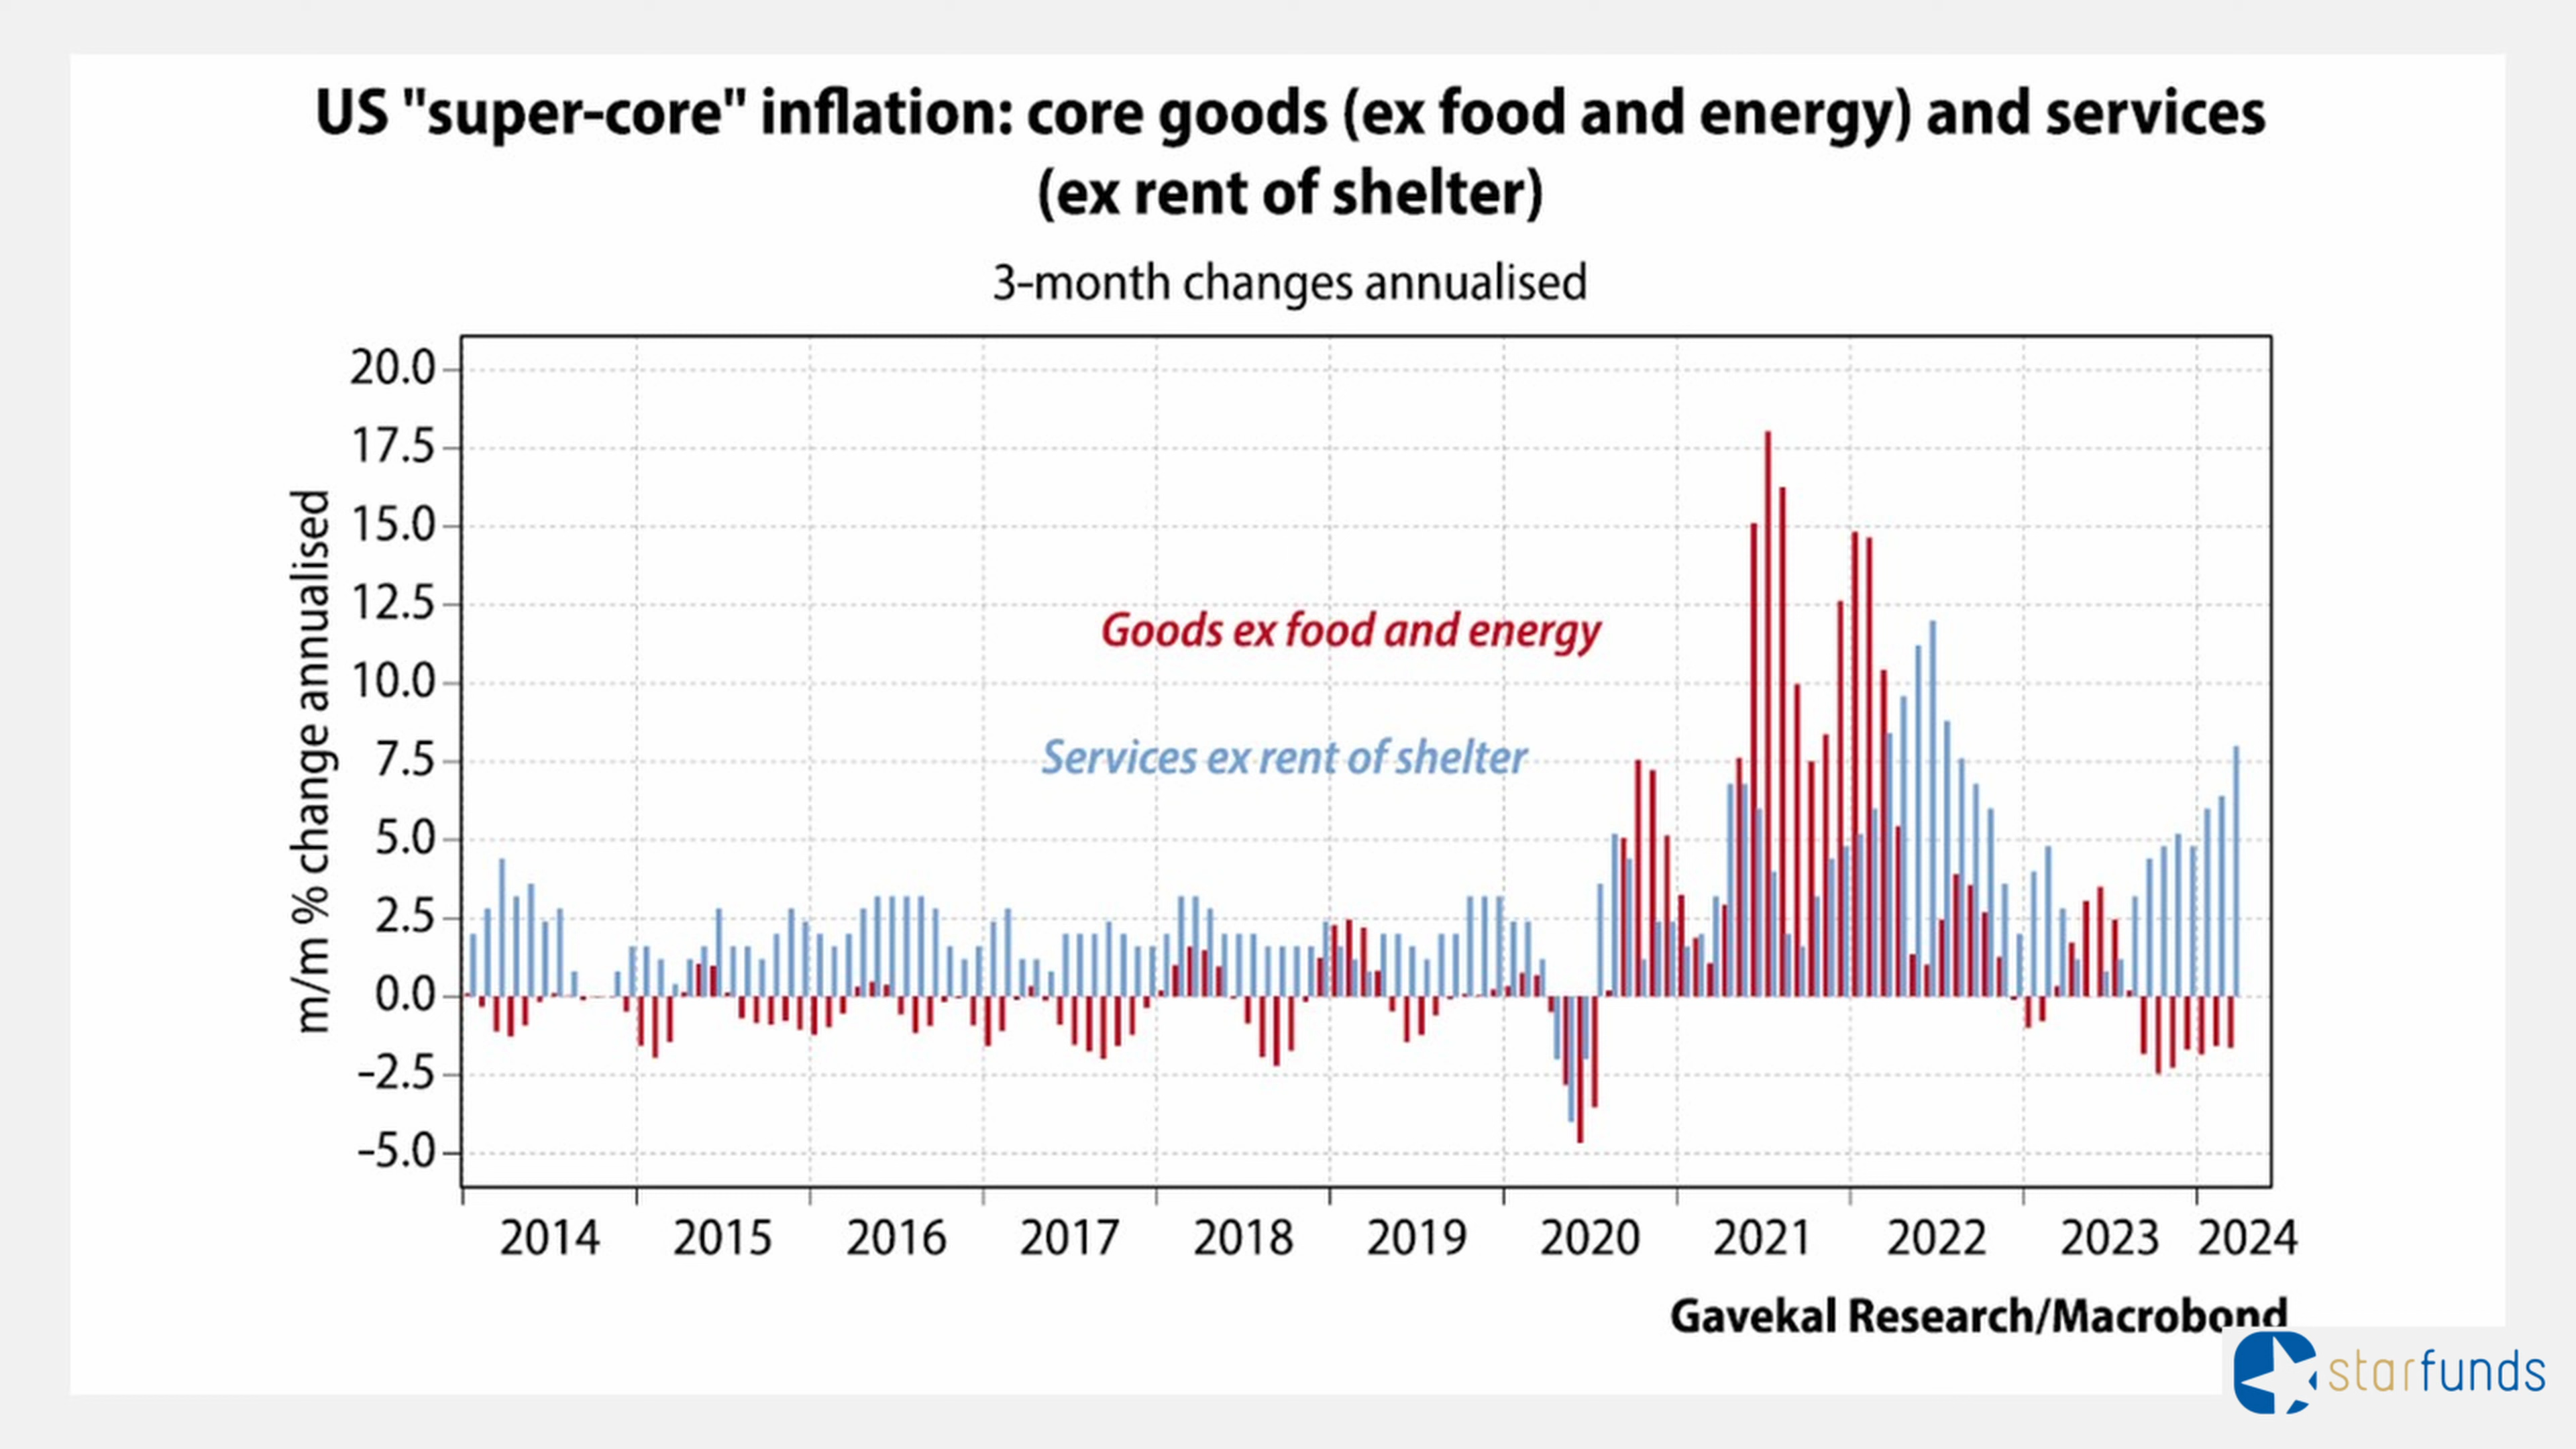 US "super-core" inflation: core goods (ex food and energy) and services
(ex rent of shelter)
3-month changes annualised
m/m % change annualised
20.0
17.5
15.0
12.5
10.0
7.5
5.0
2.5
0.0
−2.5
−5.0
Goods ex food and energy
Services ex rent of shelter
2014 2015 2016 2017 2018 2019 2020 2021 2022 2023 2024
Gavekal Research/Macrobond
starfunds